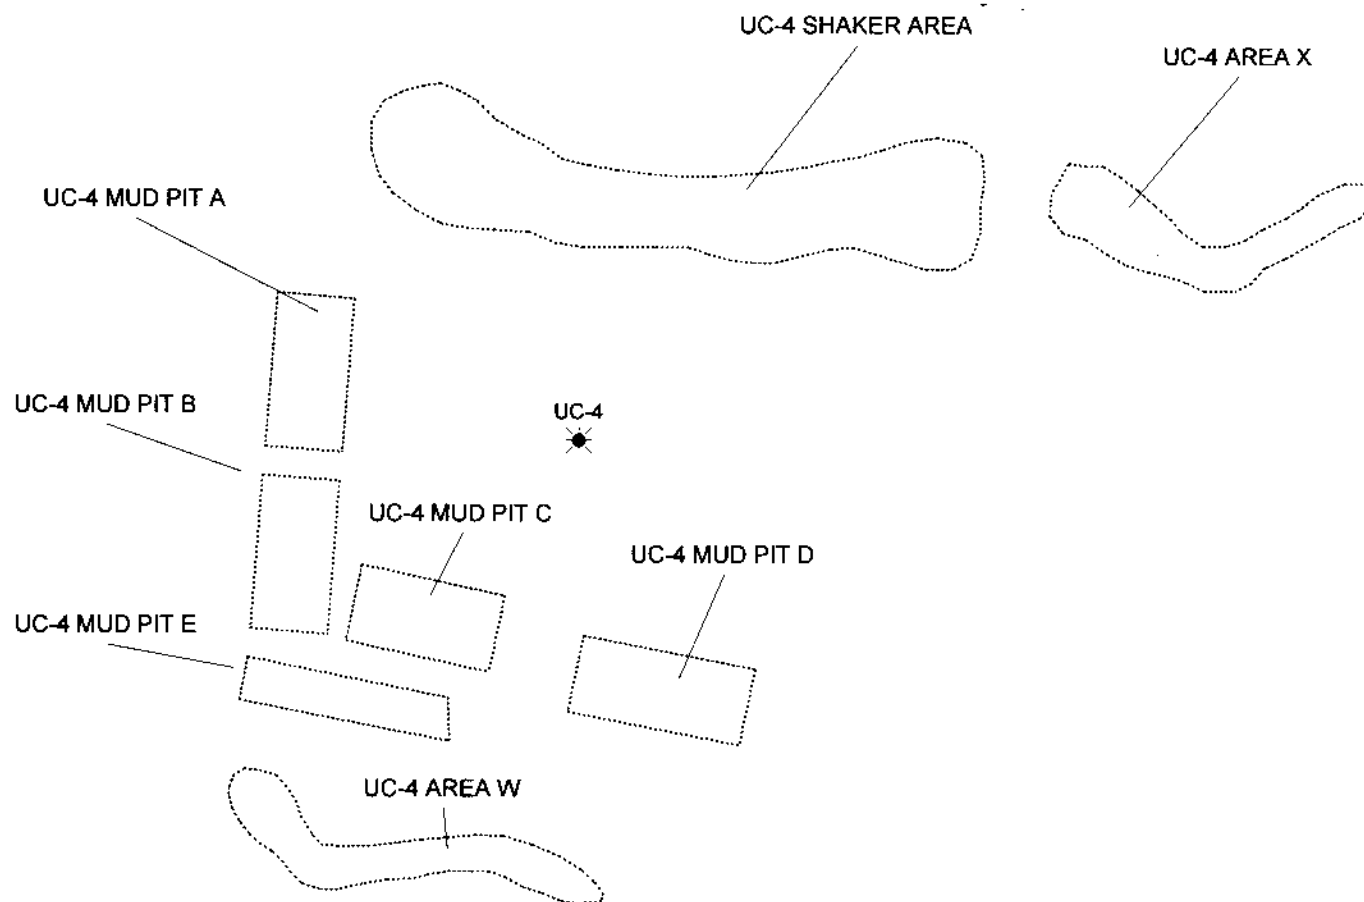 UC-4 SHAKER AREA
UC-4 AREA X
UC-4 MUD PIT A
UC-4 MUD PIT B
UC-4
UC-4 MUD PIT C
UC-4 MUD PIT D
UC-4 MUD PIT E
UC-4 AREA W